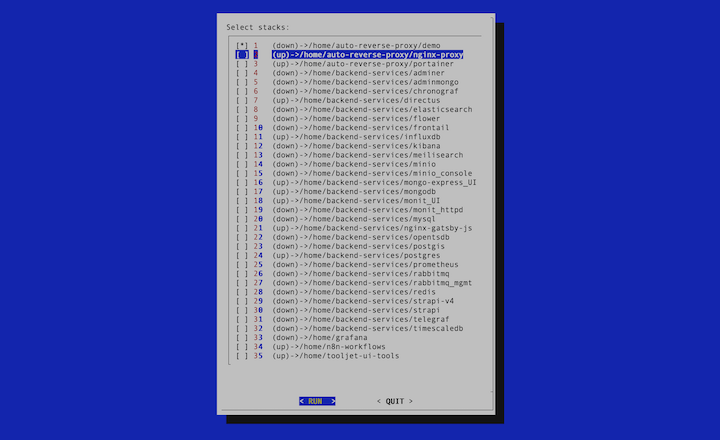 Select stacks:
[*] 1 (down)->/home/auto-reverse-proxy/demo
[ ] 2 (up)->/home/auto-reverse-proxy/nginx-proxy
[ ] 3 (up)->/home/auto-reverse-proxy/portainer
[ ] 4 (down)->/home/backend-services/adminer
[ ] 5 (down)->/home/backend-services/adminmongo
[ ] 6 (down)->/home/backend-services/chronograf
[ ] 7 (up)->/home/backend-services/directus
[ ] 8 (down)->/home/backend-services/elasticsearch
[ ] 9 (down)->/home/backend-services/flower
[ ] 10 (down)->/home/backend-services/frontail
[ ] 11 (up)->/home/backend-services/influxdb
[ ] 12 (down)->/home/backend-services/kibana
[ ] 13 (down)->/home/backend-services/meilisearch
[ ] 14 (down)->/home/backend-services/minio
[ ] 15 (down)->/home/backend-services/minio_console
[ ] 16 (up)->/home/backend-services/mongo-express_UI
[ ] 17 (up)->/home/backend-services/mongodb
[ ] 18 (up)->/home/backend-services/monit_UI
[ ] 19 (down)->/home/backend-services/monit_httpd
[ ] 20 (down)->/home/backend-services/mysql
[ ] 21 (up)->/home/backend-services/nginx-gatsby-js
[ ] 22 (down)->/home/backend-services/opentsdb
[ ] 23 (down)->/home/backend-services/postgis
[ ] 24 (up)->/home/backend-services/postgres
[ ] 25 (down)->/home/backend-services/prometheus
[ ] 26 (down)->/home/backend-services/rabbitmq
[ ] 27 (down)->/home/backend-services/rabbitmq_mgmt
[ ] 28 (down)->/home/backend-services/redis
[ ] 29 (down)->/home/backend-services/strapi-v4
[ ] 30 (down)->/home/backend-services/strapi
[ ] 31 (down)->/home/backend-services/telegraf
[ ] 32 (down)->/home/backend-services/timescaledb
[ ] 33 (down)->/home/grafana
[ ] 34 (up)->/home/n8n-workflows
[ ] 35 (up)->/home/tooljet-ui-tools
< RUN > < QUIT >